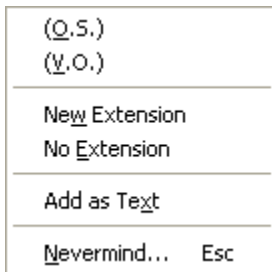 (O.S.)
(V.O.)
New Extension
No Extension
Add as Text
Nevermind... Esc